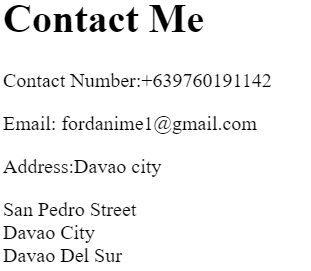 Contact Me
Contact Number:+639760191142
Email: fordanime1@gmail.com
Address:Davao city
San Pedro Street
Davao City
Davao Del Sur